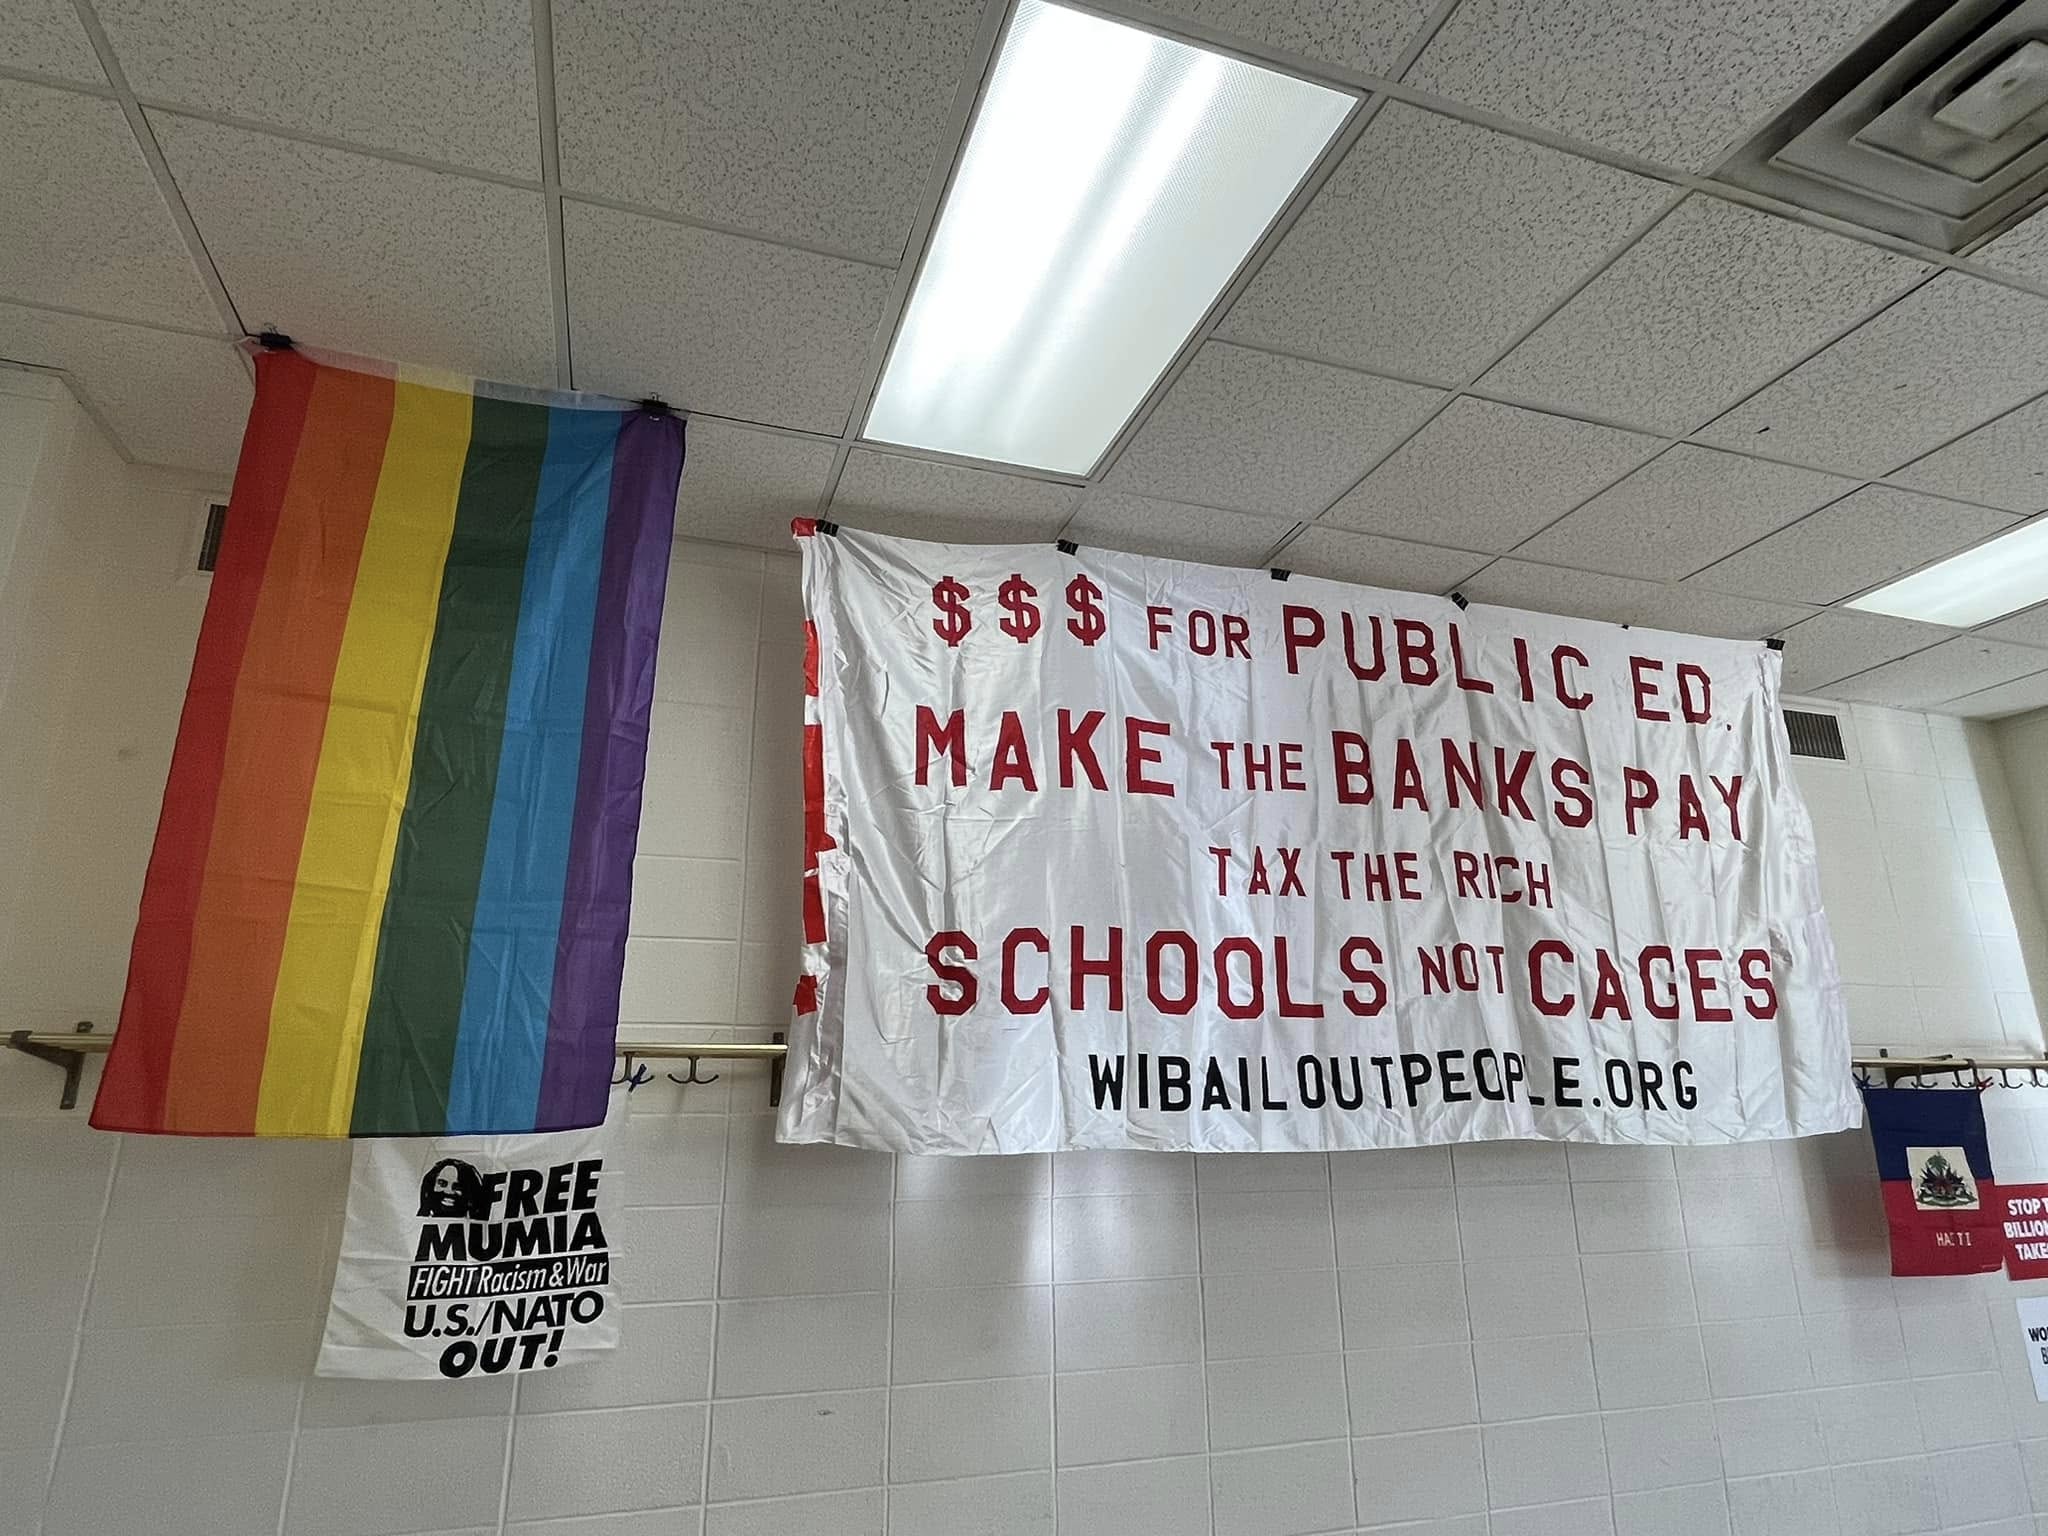 $$$ FOR PUBLIC ED.
MAKE THE BANKS PAY
TAX THE RICH
SCHOOLS NOT CAGES
WIBAILOUTPEOPLE.ORG
FREE
MUMIA
FIGHT Racism & War
U.S./NATO
OUT!
HAITI
STOP